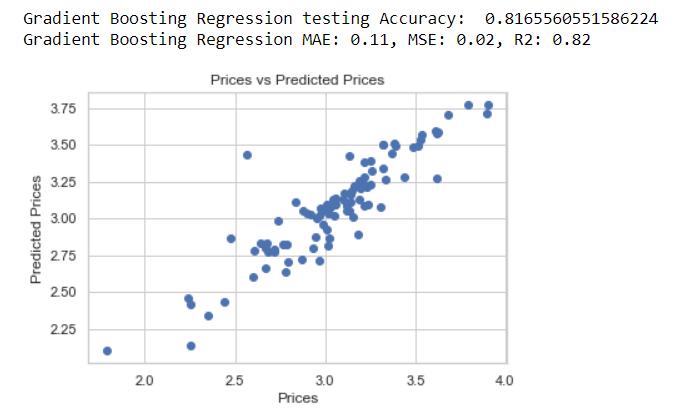 Gradient Boosting Regression testing Accuracy:  0.8165560551586224
Gradient Boosting Regression MAE: 0.11, MSE: 0.02, R2: 0.82
Prices vs Predicted Prices
3.75
3.50
3.25
3.00
2.75
2.50
2.25
Predicted Prices
2.0 2.5 3.0 3.5 4.0
Prices